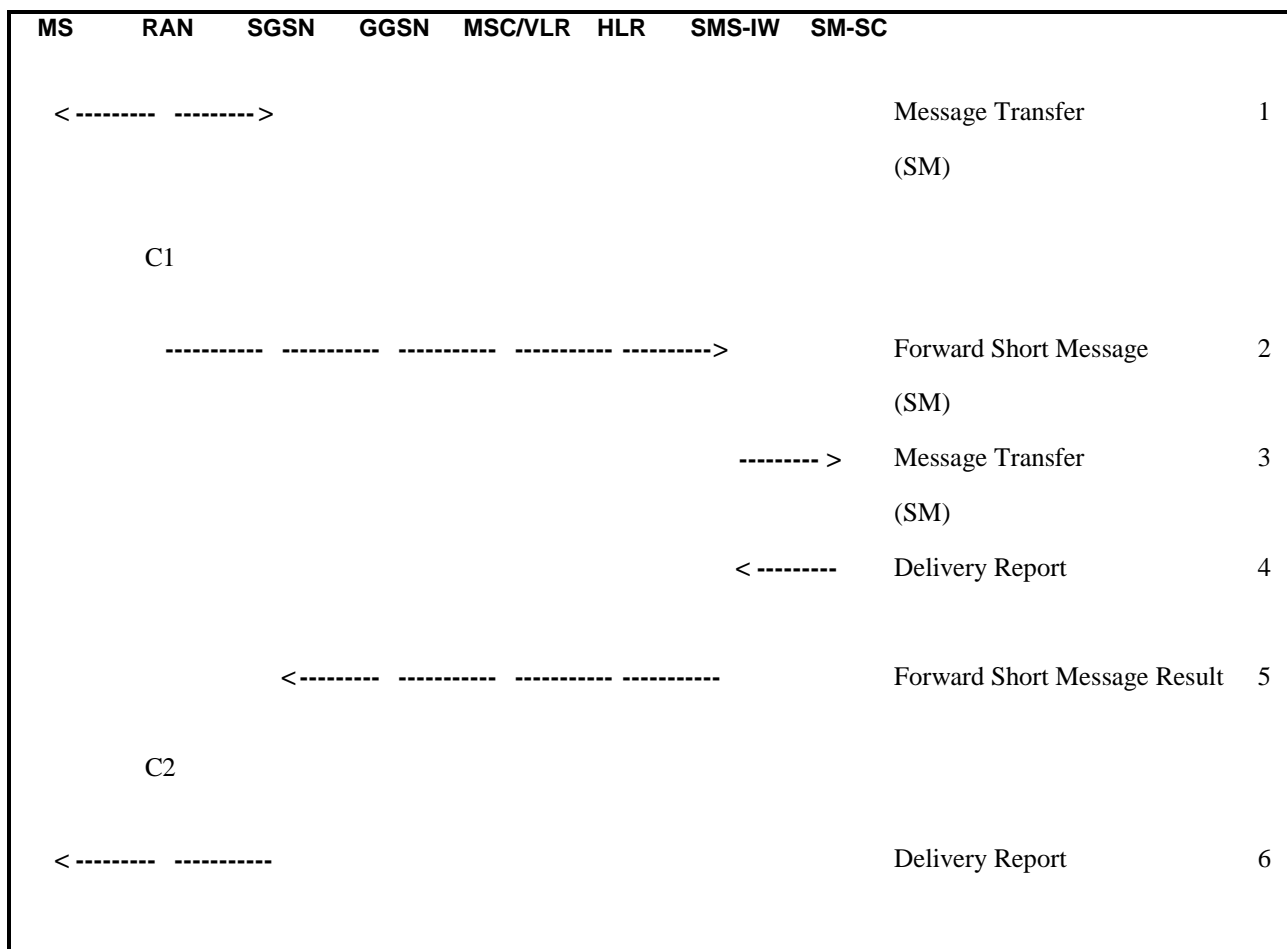 MS RAN SGSN GGSN MSC/VLR HLR SMS-IW SM-SC
< --------- --------- > Message Transfer 1
(SM)
C1
----------- ----------- ----------- ----------- ----------> Forward Short Message 2
(SM)
--------- > Message Transfer 3
(SM)
< --------- Delivery Report 4
< --------- ----------- ----------- ----------- Forward Short Message Result 5
C2
< --------- ----------- Delivery Report 6